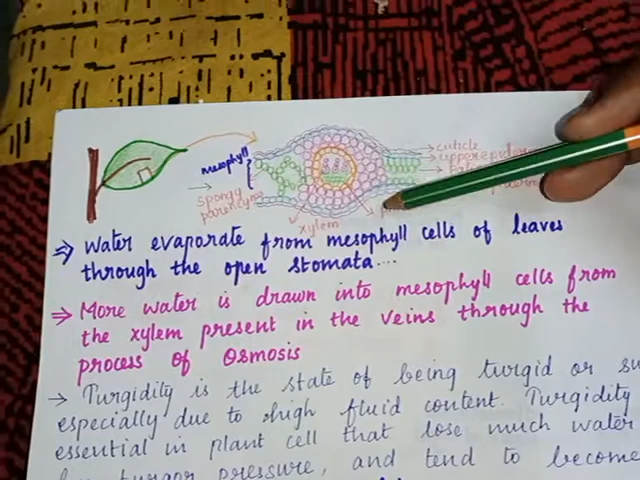 mesophyll
spongy
parenchyma
xylem
cuticle
upper epid
⇒ Water evaporate from mesophyll cells of leaves
through the open stomata...
⇒ More water is drawn into mesophyll cells from
the xylem present in the veins through the
process of Osmosis
→ Turgidity is the state of being turgid or su
especially due to high fluid content. Turgidity
essential in plant cell that lose much water
turgor pressure, and tend to become